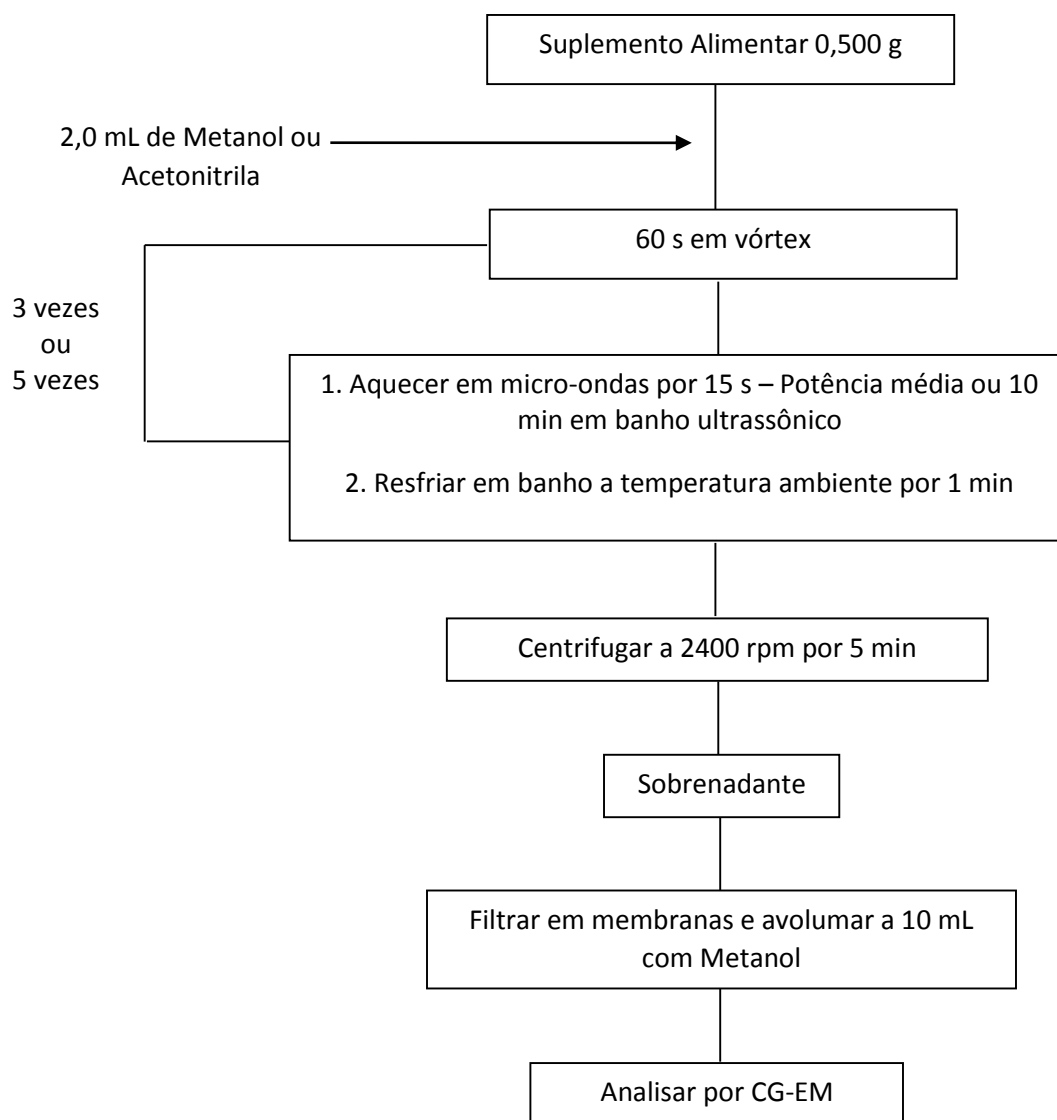 Suplemento Alimentar 0,500 g
2,0 mL de Metanol ou
Acetonitrila
60 s em vórtex
3 vezes
ou
5 vezes
1. Aquecer em micro-ondas por 15 s – Potência média ou 10
min em banho ultrassônico
2. Resfriar em banho a temperatura ambiente por 1 min
Centrifugar a 2400 rpm por 5 min
Sobrenadante
Filtrar em membranas e avolumar a 10 mL
com Metanol
Analisar por CG-EM